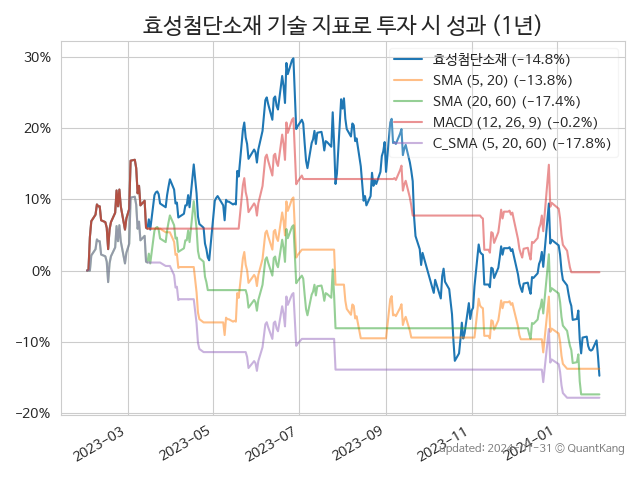 효성첨단소재 기술 지표로 투자 시 성과 (1년)
30%
20%
10%
0%
−10%
−20%
효성첨단소재 (−14.8%)
SMA (5, 20) (−13.8%)
SMA (20, 60) (−17.4%)
MACD (12, 26, 9) (−0.2%)
C_SMA (5, 20, 60) (−17.8%)
2023-03
2023-05
2023-07
2023-09
2023-11
2024-01
updated: 2024-01-31 © QuantKang